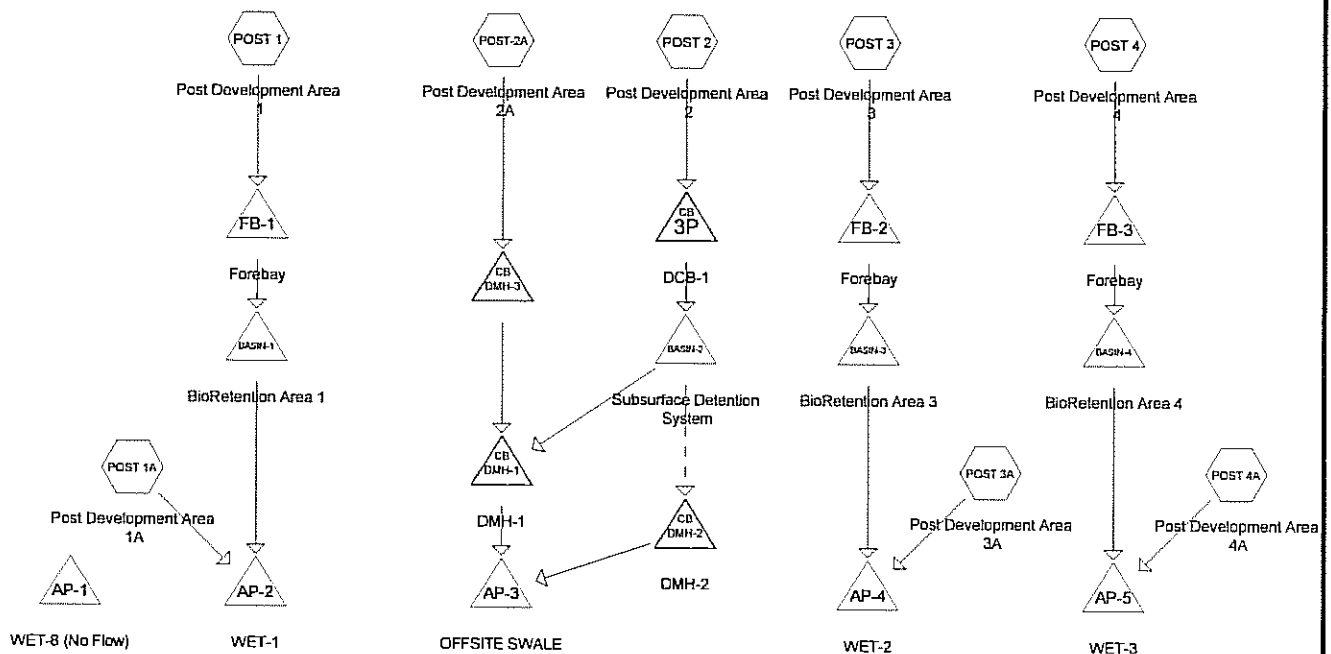 POST 1
POST-2A
POST 2
POST 3
POST 4
Post Development Area
1
Post Development Area
2A
Post Development Area
2
Post Development Area
3
Post Development Area
4
FB-1
CB
3P
FB-2
FB-3
Forebay
CB
DMH-3
DCB-1
Forebay
Forebay
BASIN-1
BASIN-2
BASIN-3
BASIN-4
BioRetention Area 1
Subsurface Detention
System
BioRetention Area 3
BioRetention Area 4
POST 1A
CB
DMH-1
POST 3A
POST 4A
Post Development Area
1A
DMH-1
CB
DMH-2
Post Development Area
3A
Post Development Area
4A
AP-1
AP-2
AP-3
DMH-2
AP-4
AP-5
WET-8 (No Flow)
WET-1
OFFSITE SWALE
WET-2
WET-3